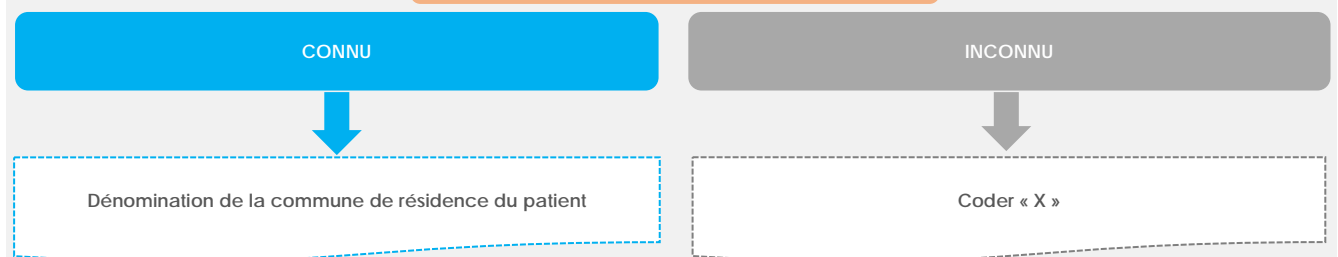 CONNU
INCONNU
Dénomination de la commune de résidence du patient
Coder « X »